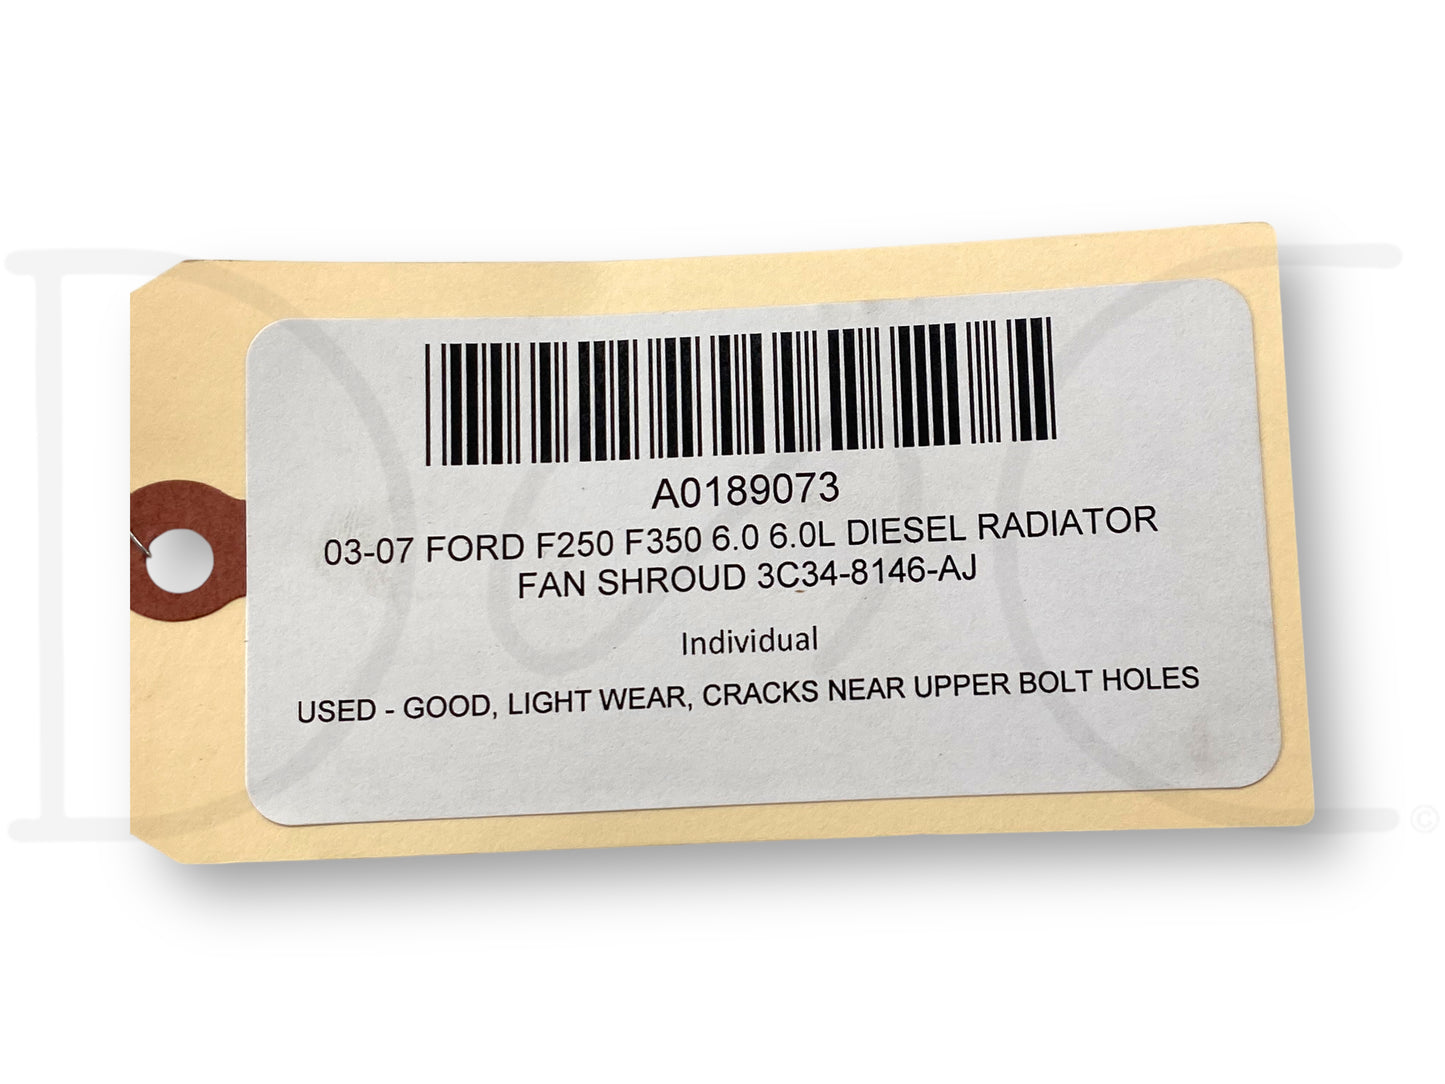 A0189073
03-07 FORD F250 F350 6.0 6.0L DIESEL RADIATOR
FAN SHROUD 3C34-8146-AJ
Individual
USED - GOOD, LIGHT WEAR, CRACKS NEAR UPPER BOLT HOLES
©